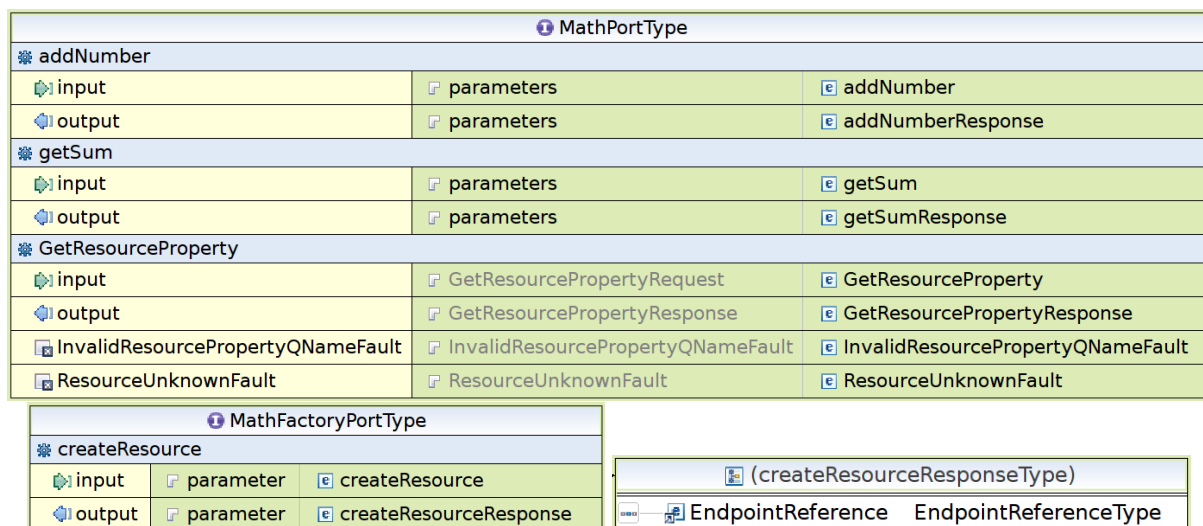 MathPortType
addNumber
input parameters addNumber
output parameters addNumberResponse
getSum
input parameters getSum
output parameters getSumResponse
GetResourceProperty
input GetResourcePropertyRequest GetResourceProperty
output GetResourcePropertyResponse GetResourcePropertyResponse
InvalidResourcePropertyQNameFault InvalidResourcePropertyQNameFault InvalidResourcePropertyQNameFault
ResourceUnknownFault ResourceUnknownFault ResourceUnknownFault
MathFactoryPortType
createResource
input parameter createResource
output parameter createResourceResponse
(createResourceResponseType)
EndpointReference EndpointReferenceType